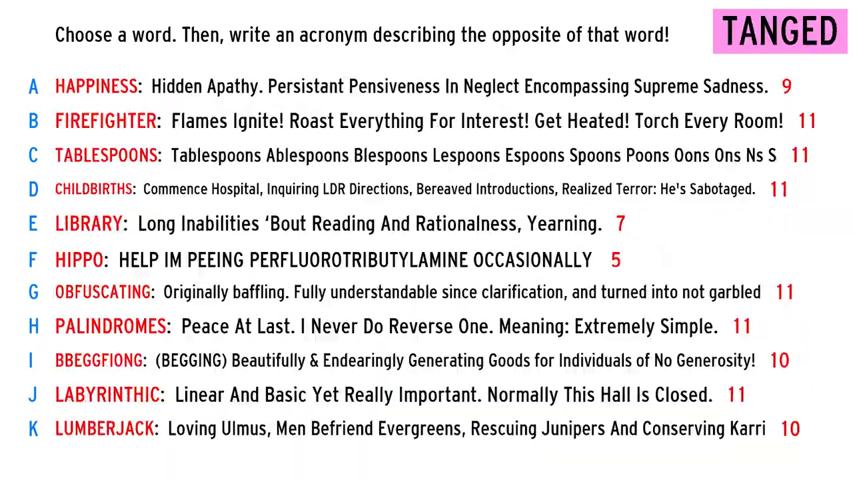 Choose a word. Then, write an acronym describing the opposite of that word! TANGED
A HAPPINESS: Hidden Apathy. Persistant Pensiveness In Neglect Encompassing Supreme Sadness. 9
B FIREFIGHTER: Flames Ignite! Roast Everything For Interest! Get Heated! Torch Every Room! 11
C TABLESPOONS: Tablespoons Ablespoons Blespoons Lespoons Espoons Spoons Poons Oons Ons Ns S 11
D CHILDBIRTHS: Commence Hospital, Inquiring LDR Directions, Bereaved Introductions, Realized Terror: He's Sabotaged. 11
E LIBRARY: Long Inabilities ‘Bout Reading And Rationalness, Yearning. 7
F HIPPO: HELP IM PEEING PERFLUOROTRIBUTYLAMINE OCCASIONALLY 5
G OBFUSCATING: Originally baffling. Fully understandable since clarification, and turned into not garbled 11
H PALINDROMES: Peace At Last. I Never Do Reverse One. Meaning: Extremely Simple. 11
I BBEGGFIONG: (BEGGING) Beautifully & Endearingly Generating Goods for Individuals of No Generosity! 10
J LABYRINTHIC: Linear And Basic Yet Really Important. Normally This Hall Is Closed. 11
K LUMBERJACK: Loving Ulmus, Men Befriend Evergreens, Rescuing Junipers And Conserving Karri 10